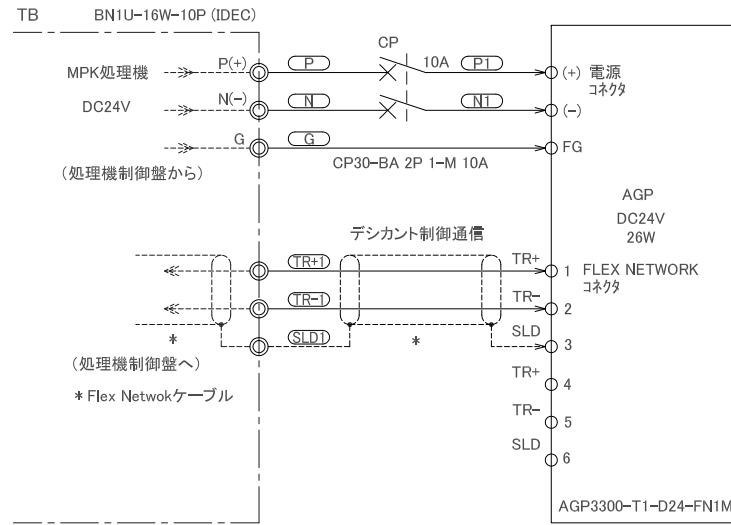 TB BN1U-16W-10P (IDEC)
CP
MPK処理機 P(+) P 10A P1 (+) 電源
コネクタ
DC24V N(-) N N1 (-)
G G FG
CP30-BA 2P 1-M 10A
(処理機制御盤から)
AGP
DC24V
26W
デシカント制御通信
TR+1 TR+ 1 FLEX NETWORK
コネクタ
TR-1 TR- 2
SLD1 SLD 3
* *
(処理機制御盤へ)
* Flex Netwokケーブル
TR+ 4
TR- 5
SLD 6
AGP3300-T1-D24-FN1M